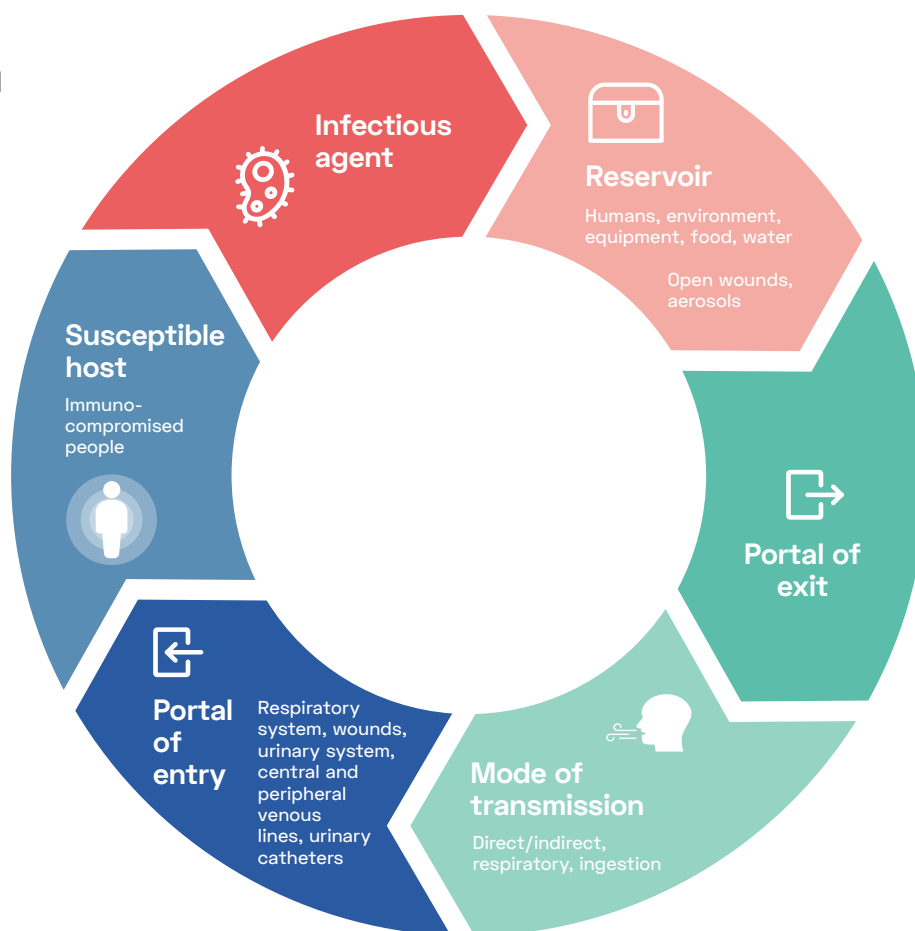 Infectious
agent
Reservoir
Humans, environment,
equipment, food, water
Open wounds,
aerosols
Portal of
exit
Mode of
transmission
Direct/indirect,
respiratory, ingestion
Portal
of
entry
Respiratory
system, wounds,
urinary system,
central and
peripheral
venous
lines, urinary
catheters
Susceptible
host
Immuno-
compromised
people